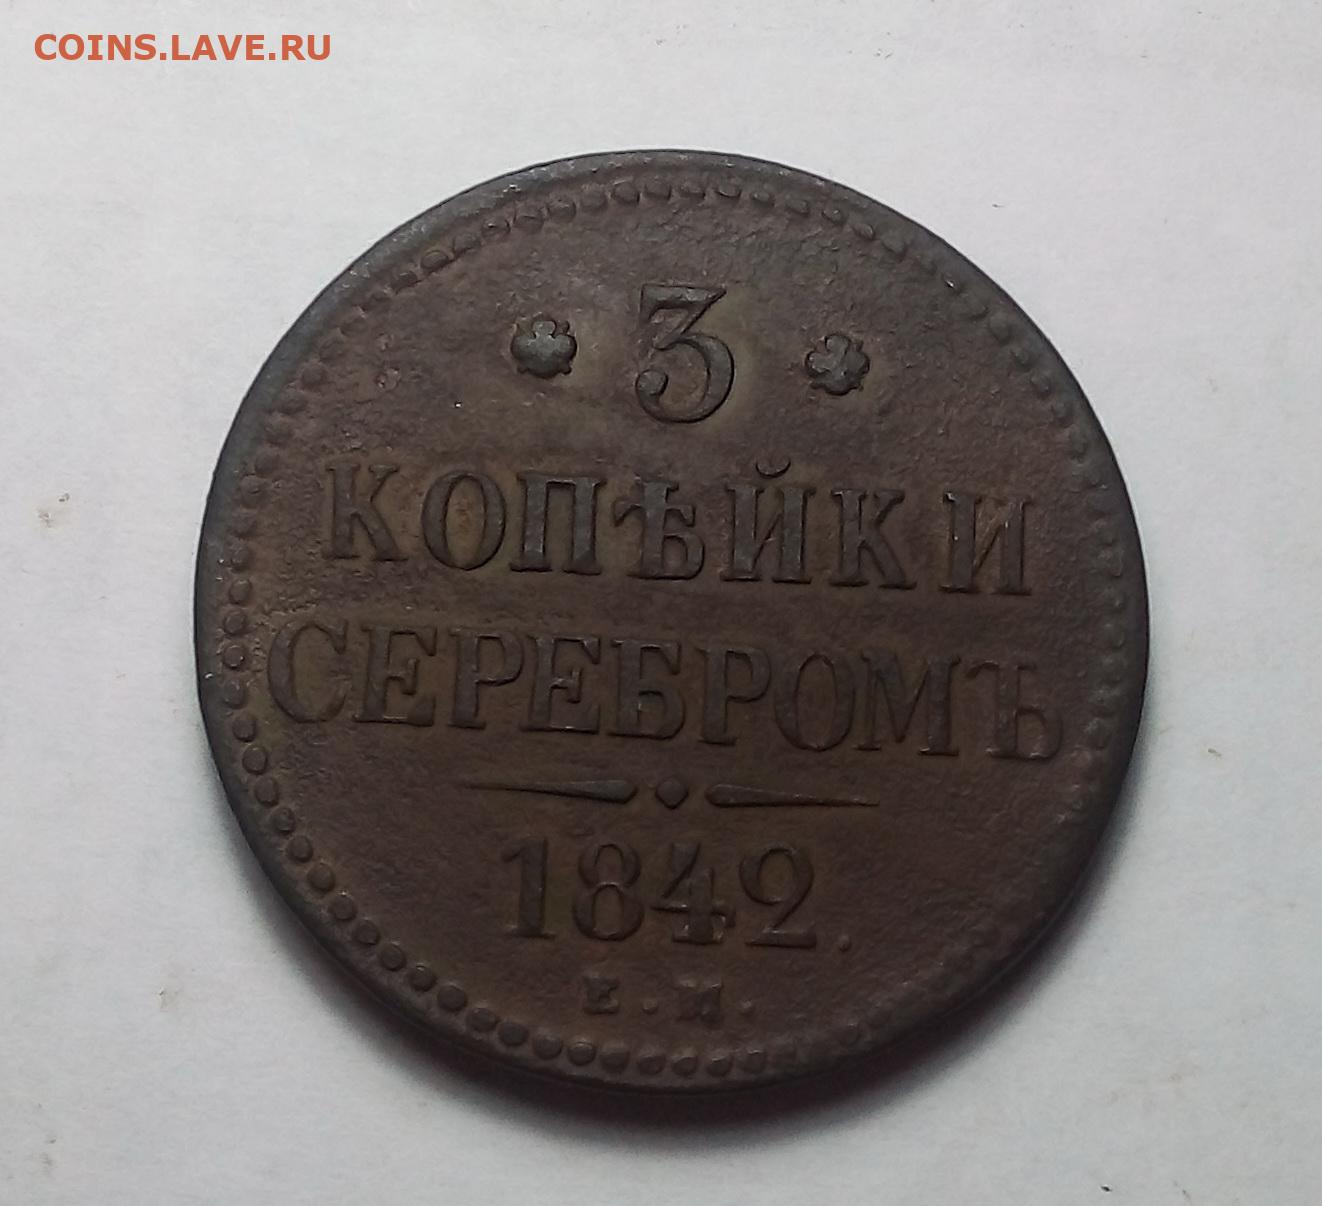 COINS.LAVE.RU
3
КОПѢЙКИ
СЕРЕБРОМЪ
1842.
Е.М.